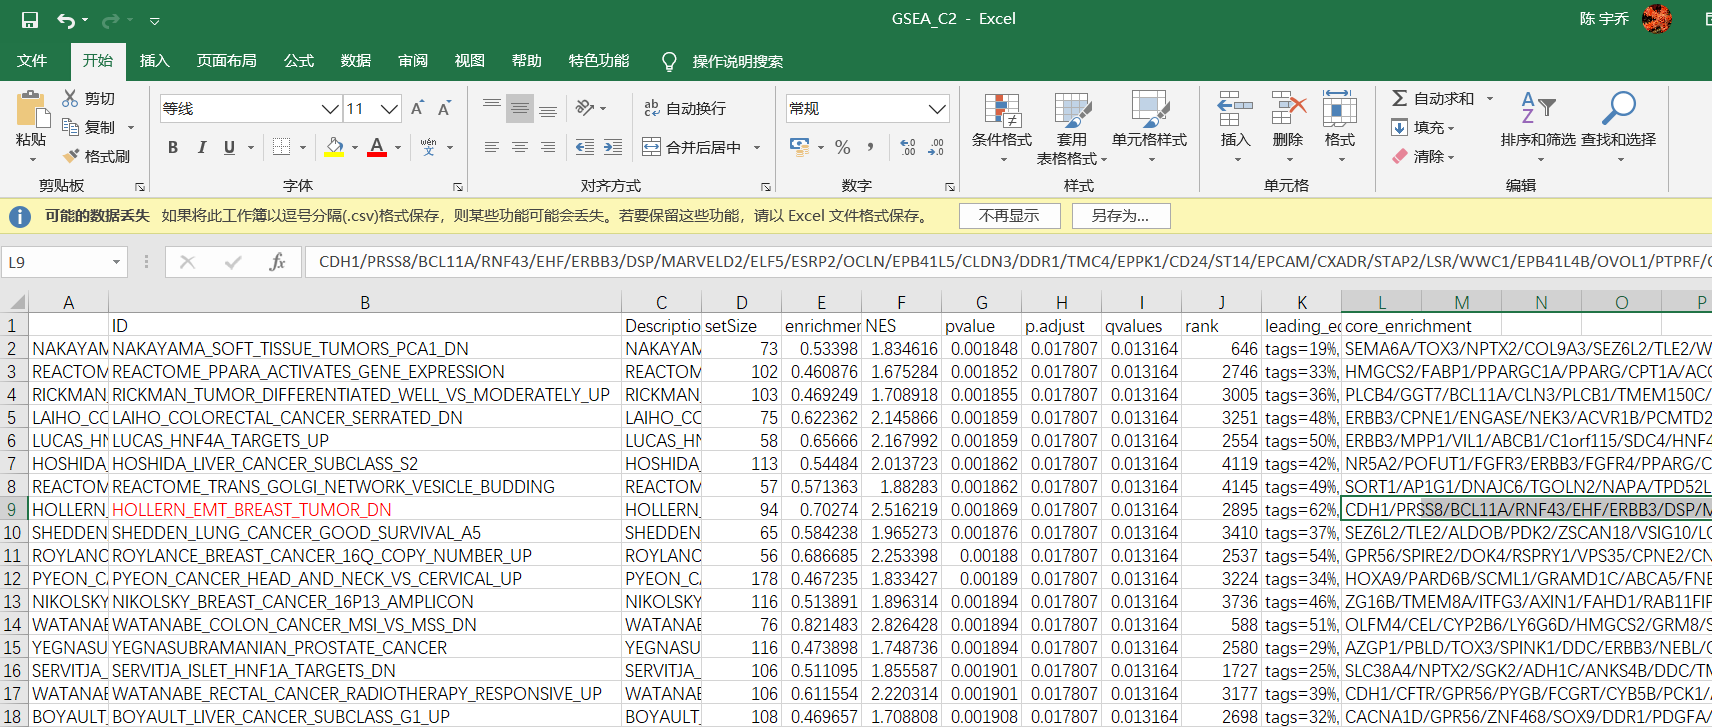 GSEA_C2 - Excel
陈 宇乔
文件 开始 插入 页面布局 公式 数据 审阅 视图 帮助 特色功能 操作说明搜索
剪切
复制
格式刷
粘贴
剪贴板
等线 11
B I U A wén 文
字体
自动换行
合并后居中
对齐方式
常规
% , .00 .0
数字
条件格式 套用 表格格式 单元格样式
样式
插入 删除 格式
单元格
自动求和
填充
清除
排序和筛选 查找和选择
编辑
可能的数据丢失 如果将此工作簿以逗号分隔(.csv)格式保存，则某些功能可能会丢失。若要保留这些功能，请以 Excel 文件格式保存。 不再显示 另存为...
L9 fx CDH1/PRSS8/BCL11A/RNF43/EHF/ERBB3/DSP/MARVELD2/ELF5/ESRP2/OCLN/EPB41L5/CLDN3/DDR1/TMC4/EPPK1/CD24/ST14/EPCAM/CXADR/STAP2/LSR/WWC1/EPB41L4B/OVOL1/PTPRF/
A B C D E F G H I J K L M N O P
1 ID Descriptio setSize enrichmer NES pvalue p.adjust qvalues rank leading_ec core_enrichment
2 NAKAYAM NAKAYAMA_SOFT_TISSUE_TUMORS_PCA1_DN NAKAYAM 73 0.53398 1.834616 0.001848 0.017807 0.013164 646 tags=19%, SEMA6A/TOX3/NPTX2/COL9A3/SEZ6L2/TLE2/W
3 REACTOM REACTOME_PPARA_ACTIVATES_GENE_EXPRESSION REACTOM 102 0.460876 1.675284 0.001852 0.017807 0.013164 2746 tags=33%, HMGCS2/FABP1/PPARGC1A/PPARG/CPT1A/ACC
4 RICKMAN_ RICKMAN_TUMOR_DIFFERENTIATED_WELL_VS_MODERATELY_UP RICKMAN_ 103 0.469249 1.708918 0.001855 0.017807 0.013164 3005 tags=36%, PLCB4/GGT7/BCL11A/CLN3/PLCB1/TMEM150C/
5 LAIHO_CC LAIHO_COLORECTAL_CANCER_SERRATED_DN LAIHO_CC 75 0.622362 2.145866 0.001859 0.017807 0.013164 3251 tags=48%, ERBB3/CPNE1/ENGASE/NEK3/ACVR1B/PCMTD2
6 LUCAS_HN LUCAS_HNF4A_TARGETS_UP LUCAS_HN 58 0.65666 2.167992 0.001859 0.017807 0.013164 2554 tags=50%, ERBB3/MPP1/VIL1/ABCB1/C1orf115/SDC4/HNF4
7 HOSHIDA_ HOSHIDA_LIVER_CANCER_SUBCLASS_S2 HOSHIDA_ 113 0.54484 2.013723 0.001862 0.017807 0.013164 4119 tags=42%, NR5A2/POFUT1/FGFR3/ERBB3/FGFR4/PPARG/C
8 REACTOM REACTOME_TRANS_GOLGI_NETWORK_VESICLE_BUDDING REACTOM 57 0.571363 1.88283 0.001862 0.017807 0.013164 4145 tags=49%, SORT1/AP1G1/DNAJC6/TGOLN2/NAPA/TPD52L
9 HOLLERN_ HOLLERN_EMT_BREAST_TUMOR_DN HOLLERN_ 94 0.70274 2.516219 0.001869 0.017807 0.013164 2895 tags=62%, CDH1/PRSS8/BCL11A/RNF43/EHF/ERBB3/DSP/M
10 SHEDDEN SHEDDEN_LUNG_CANCER_GOOD_SURVIVAL_A5 SHEDDEN 65 0.584238 1.965273 0.001876 0.017807 0.013164 3410 tags=37%, SEZ6L2/TLE2/ALDOB/PDK2/ZSCAN18/VSIG10/LC
11 ROYLANC ROYLANCE_BREAST_CANCER_16Q_COPY_NUMBER_UP ROYLANC 56 0.686685 2.253398 0.00188 0.017807 0.013164 2537 tags=54%, GPR56/SPIRE2/DOK4/RSPRY1/VPS35/CPNE2/CN
12 PYEON_CA PYEON_CANCER_HEAD_AND_NECK_VS_CERVICAL_UP PYEON_CA 178 0.467235 1.833427 0.00189 0.017807 0.013164 3224 tags=34%, HOXA9/PARD6B/SCML1/GRAMD1C/ABCA5/FNE
13 NIKOLSKY NIKOLSKY_BREAST_CANCER_16P13_AMPLICON NIKOLSKY 116 0.513891 1.896314 0.001894 0.017807 0.013164 3736 tags=46%, ZG16B/TMEM8A/ITFG3/AXIN1/FAHD1/RAB11FIP
14 WATANAB WATANABE_COLON_CANCER_MSI_VS_MSS_DN WATANAB 76 0.821483 2.826428 0.001894 0.017807 0.013164 588 tags=51%, OLFM4/CEL/CYP2B6/LY6G6D/HMGCS2/GRM8/S
15 YEGNASU YEGNASUBRAMANIAN_PROSTATE_CANCER YEGNASU 116 0.473898 1.748736 0.001894 0.017807 0.013164 2580 tags=29%, AZGP1/PBLD/TOX3/SPINK1/DDC/ERBB3/NEBL/C
16 SERVITJA_ SERVITJA_ISLET_HNF1A_TARGETS_DN SERVITJA_ 106 0.511095 1.855587 0.001901 0.017807 0.013164 1727 tags=25%, SLC38A4/NPTX2/SGK2/ADH1C/ANKS4B/DDC/TM
17 WATANAB WATANABE_RECTAL_CANCER_RADIOTHERAPY_RESPONSIVE_UP WATANAB 106 0.611554 2.220314 0.001901 0.017807 0.013164 3177 tags=39%, CDH1/CFTR/GPR56/PYGB/FCGRT/CYB5B/PCK1/
18 BOYAULT_ BOYAULT_LIVER_CANCER_SUBCLASS_G1_UP BOYAULT_ 108 0.469657 1.708808 0.001908 0.017807 0.013164 2698 tags=32%, CACNA1D/GPR56/ZNF468/SOX9/DDR1/PDGFA/